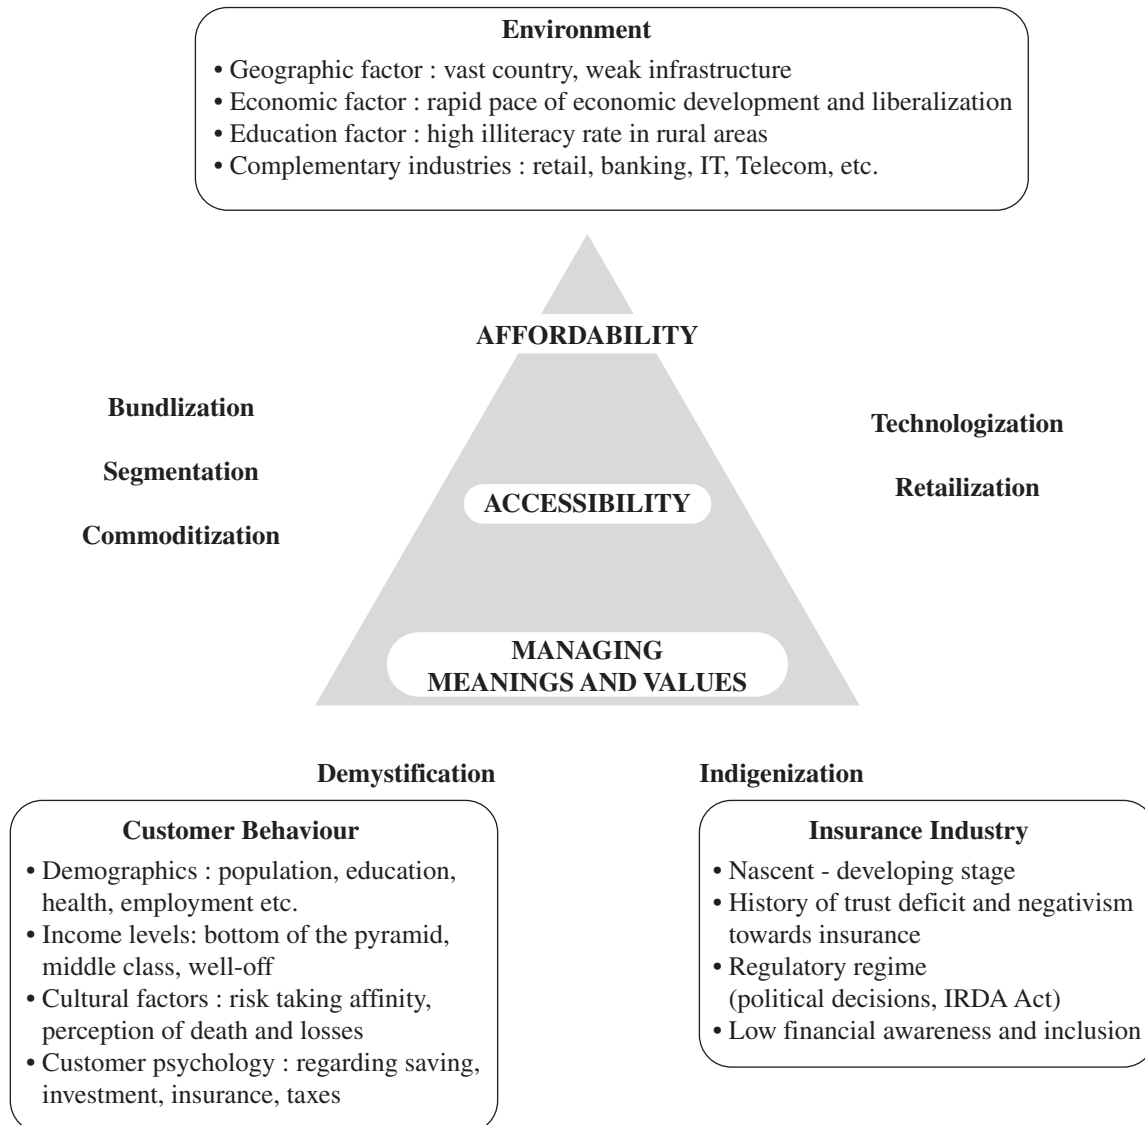 Environment
• Geographic factor : vast country, weak infrastructure
• Economic factor : rapid pace of economic development and liberalization
• Education factor : high illiteracy rate in rural areas
• Complementary industries : retail, banking, IT, Telecom, etc.
AFFORDABILITY
Bundlization
Segmentation
Commoditization
Technologization
Retailization
ACCESSIBILITY
MANAGING
MEANINGS AND VALUES
Demystification
Indigenization
Customer Behaviour
• Demographics : population, education,
health, employment etc.
• Income levels: bottom of the pyramid,
middle class, well-off
• Cultural factors : risk taking affinity,
perception of death and losses
• Customer psychology : regarding saving,
investment, insurance, taxes
Insurance Industry
• Nascent - developing stage
• History of trust deficit and negativism
towards insurance
• Regulatory regime
(political decisions, IRDA Act)
• Low financial awareness and inclusion